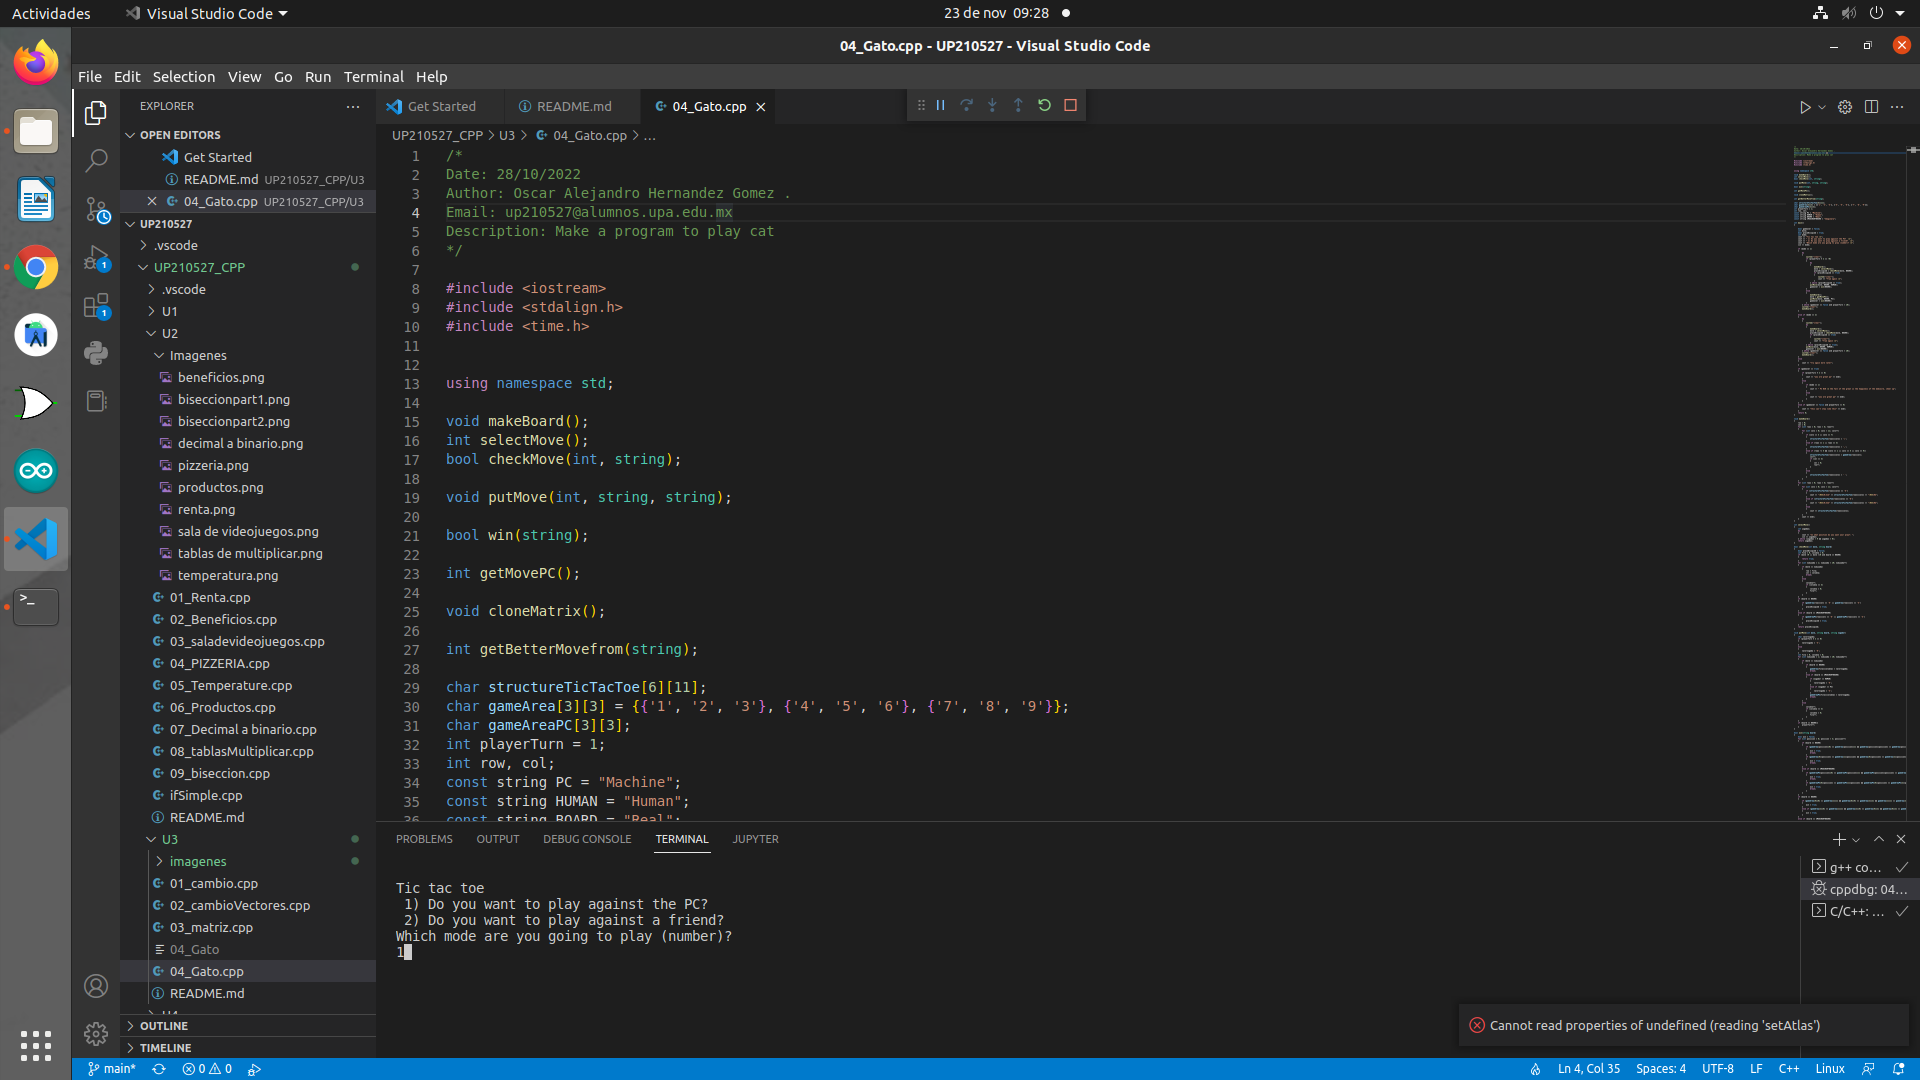 Actividades
Visual Studio Code
23 de nov 09:28
04_Gato.cpp - UP210527 - Visual Studio Code
File Edit Selection View Go Run Terminal Help
EXPLORER
Get Started
README.md
04_Gato.cpp
OPEN EDITORS
Get Started
README.md UP210527_CPP/U3
04_Gato.cpp UP210527_CPP/U3
UP210527
.vscode
UP210527_CPP
.vscode
U1
U2
Imagenes
beneficios.png
biseccionpart1.png
biseccionpart2.png
decimal a binario.png
pizzeria.png
productos.png
renta.png
sala de videojuegos.png
tablas de multiplicar.png
temperatura.png
01_Renta.cpp
02_Beneficios.cpp
03_saladevideojuegos.cpp
04_PIZZERIA.cpp
05_Temperature.cpp
06_Productos.cpp
07_Decimal a binario.cpp
08_tablasMultiplicar.cpp
09_biseccion.cpp
ifSimple.cpp
README.md
U3
imagenes
01_cambio.cpp
02_cambioVectores.cpp
03_matriz.cpp
04_Gato
04_Gato.cpp
README.md
U4
OUTLINE
TIMELINE
UP210527_CPP > U3 > 04_Gato.cpp > ...
1 /*
2 Date: 28/10/2022
3 Author: Oscar Alejandro Hernandez Gomez .
4 Email: up210527@alumnos.upa.edu.mx
5 Description: Make a program to play cat
6 */
7
8 #include <iostream>
9 #include <stdalign.h>
10 #include <time.h>
11
12
13 using namespace std;
14
15 void makeBoard();
16 int selectMove();
17 bool checkMove(int, string);
18
19 void putMove(int, string, string);
20
21 bool win(string);
22
23 int getMovePC();
24
25 void cloneMatrix();
26
27 int getBetterMovefrom(string);
28
29 char structureTicTacToe[6][11];
30 char gameArea[3][3] = {{'1', '2', '3'}, {'4', '5', '6'}, {'7', '8', '9'}};
31 char gameAreaPC[3][3];
32 int playerTurn = 1;
33 int row, col;
34 const string PC = "Machine";
35 const string HUMAN = "Human";
36 const string BOARD = "Real";
PROBLEMS OUTPUT DEBUG CONSOLE TERMINAL JUPYTER
Tic tac toe
1) Do you want to play against the PC?
2) Do you want to play against a friend?
Which mode are you going to play (number)?
1
g++ co...
cppdbg: 04...
C/C++: ...
Cannot read properties of undefined (reading 'setAtlas')
main* 0 0
Ln 4, Col 35 Spaces: 4 UTF-8 LF C++ Linux